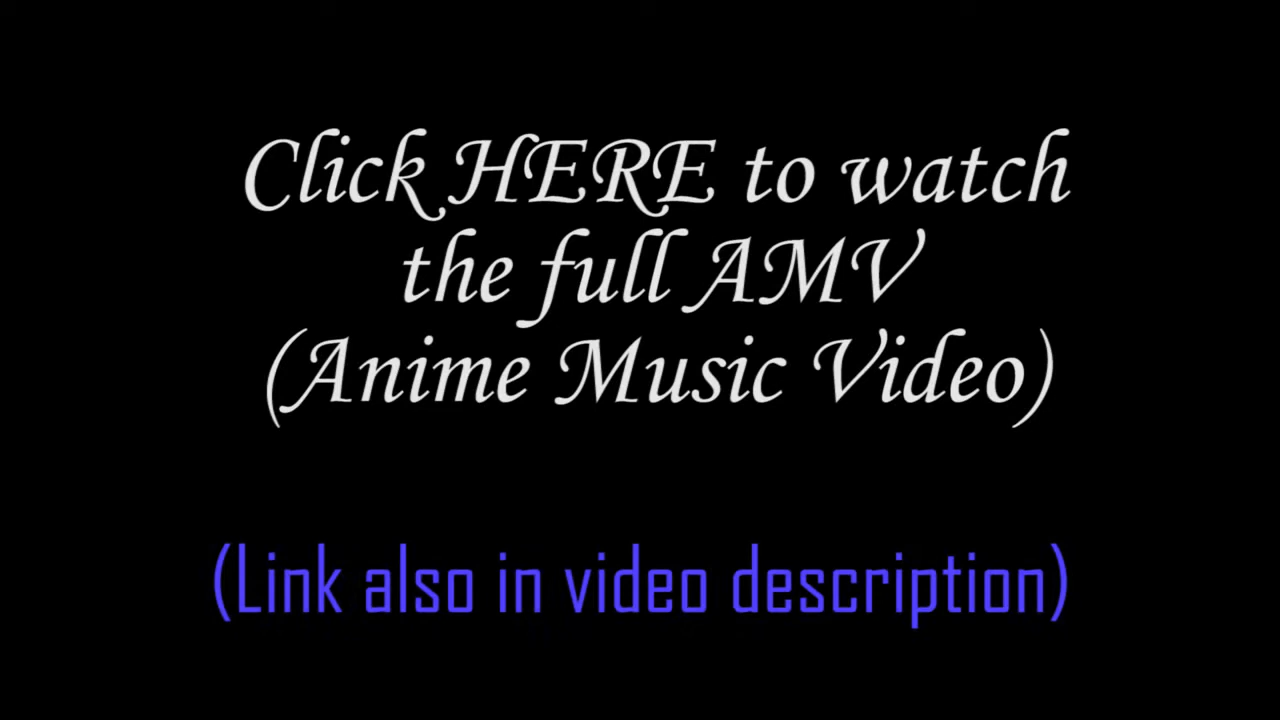 Click HERE to watch
the full AMV
(Anime Music Video)
(Link also in video description)